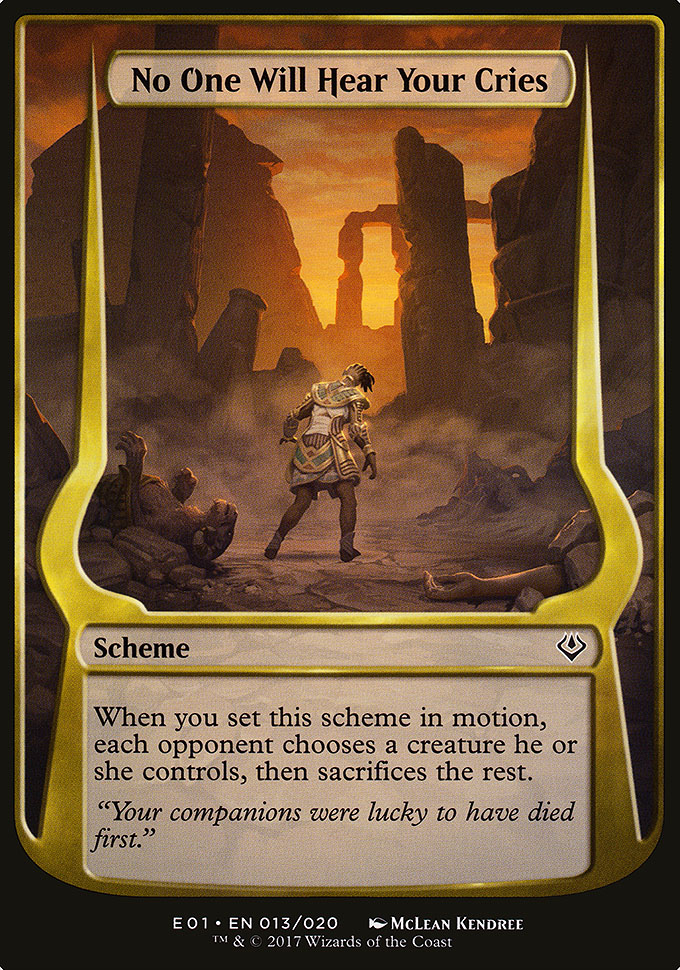 No One Will Hear Your Cries
Scheme
When you set this scheme in motion,
each opponent chooses a creature he or
she controls, then sacrifices the rest.
“Your companions were lucky to have died
first.”
E01 • EN 013/020 McLean Kendree
™ & © 2017 Wizards of the Coast